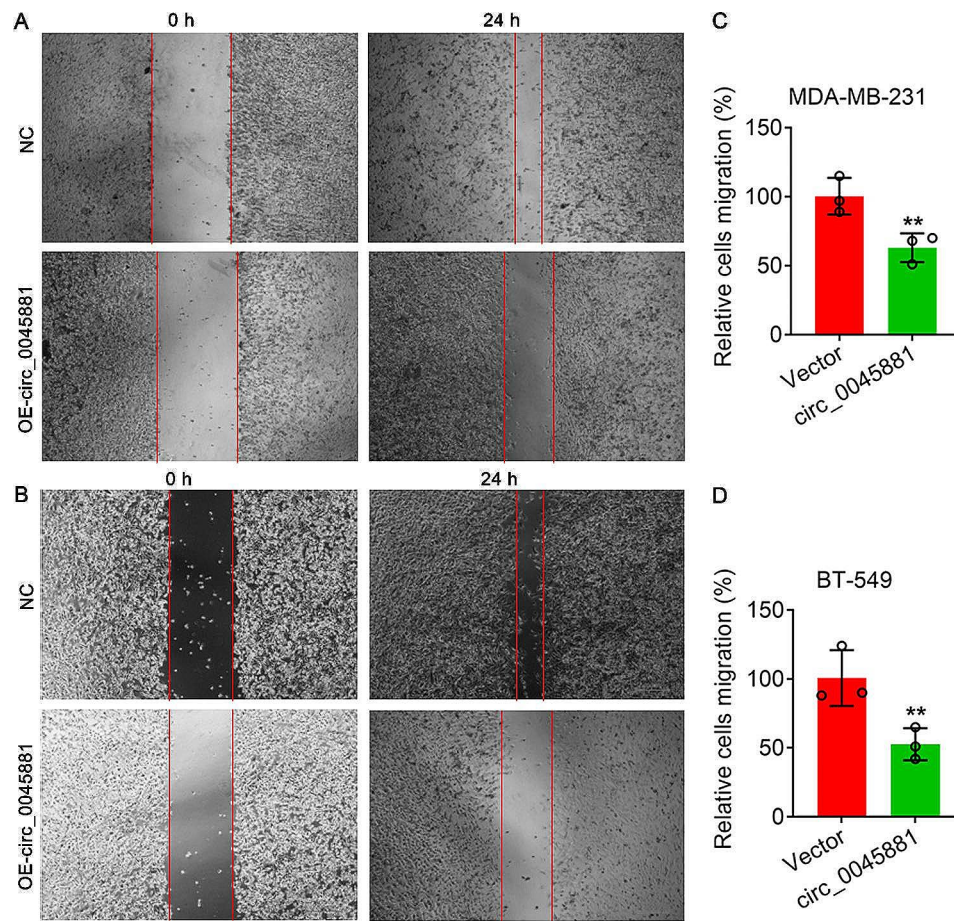 A
0 h
24 h
NC
OE-circ_0045881
B
0 h
24 h
NC
OE-circ_0045881
C
MDA-MB-231
Relative cells migration (%)
150
100
50
0
**
Vector
circ_0045881
D
BT-549
Relative cells migration (%)
150
100
50
0
**
Vector
circ_0045881